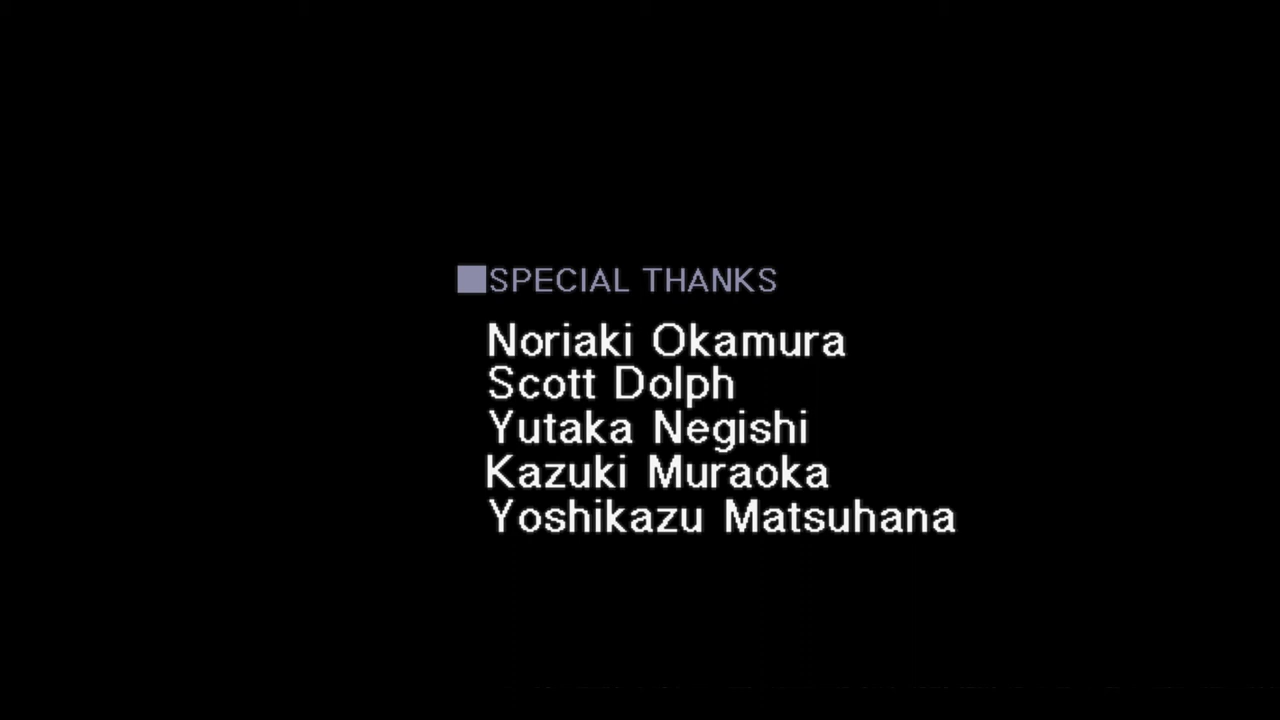 ■SPECIAL THANKS
Noriaki Okamura
Scott Dolph
Yutaka Negishi
Kazuki Muraoka
Yoshikazu Matsuhana